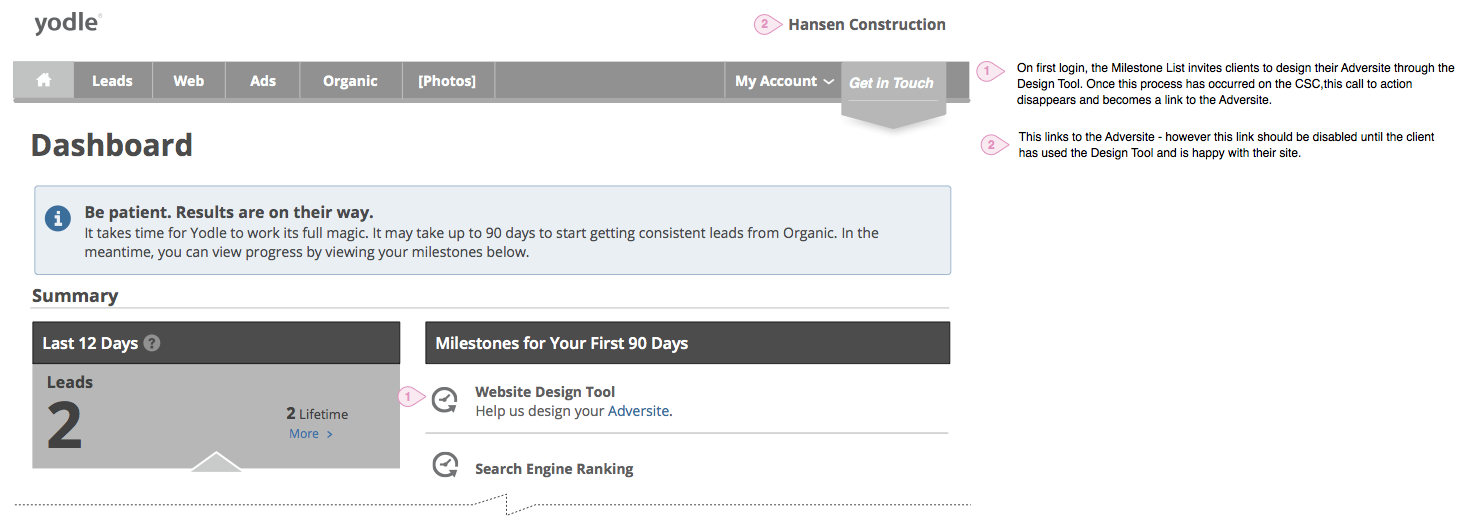 yodle®
2 Hansen Construction
Leads Web Ads Organic [Photos] My Account Get in Touch
1 On first login, the Milestone List invites clients to design their Adversite through the
Design Tool. Once this process has occurred on the CSC,this call to action
disappears and becomes a link to the Adversite.
2 This links to the Adversite - however this link should be disabled until the client
has used the Design Tool and is happy with their site.
Dashboard
i
Be patient. Results are on their way.
It takes time for Yodle to work its full magic. It may take up to 90 days to start getting consistent leads from Organic. In the
meantime, you can view progress by viewing your milestones below.
Summary
Last 12 Days ?
Leads
2
2 Lifetime
More >
Milestones for Your First 90 Days
1 Website Design Tool
Help us design your Adversite.
Search Engine Ranking